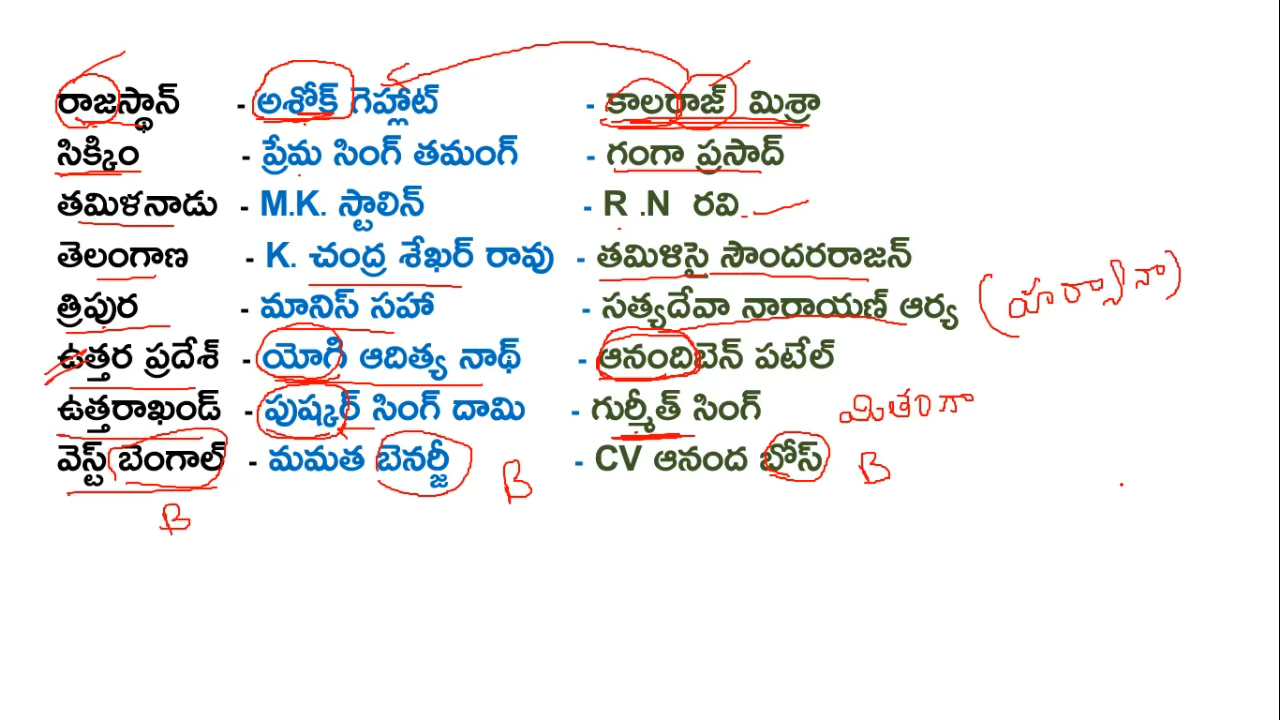 రాజస్థాన్ - అశోక్ గెహ్లాట్ - కాలరాజ్ మిశ్రా
సిక్కిం - ప్రేమ సింగ్ తమంగ్ - గంగా ప్రసాద్
తమిళనాడు - M.K. స్టాలిన్ - R .N రవి
తెలంగాణ - K. చంద్ర శేఖర్ రావు - తమిళిసై సౌందరరాజన్
త్రిపుర - మానిస్ సహా - సత్యదేవా నారాయణ్ ఆర్య
ఉత్తర ప్రదేశ్ - యోగి ఆదిత్య నాథ్ - ఆనందిబెన్ పటేల్
ఉత్తరాఖండ్ - పుష్కర్ సింగ్ దామి - గుర్మీత్ సింగ్ మితంగా
వెస్ట్ బెంగాల్ - మమత బెనర్జీ B - CV ఆనంద బోస్ B
B